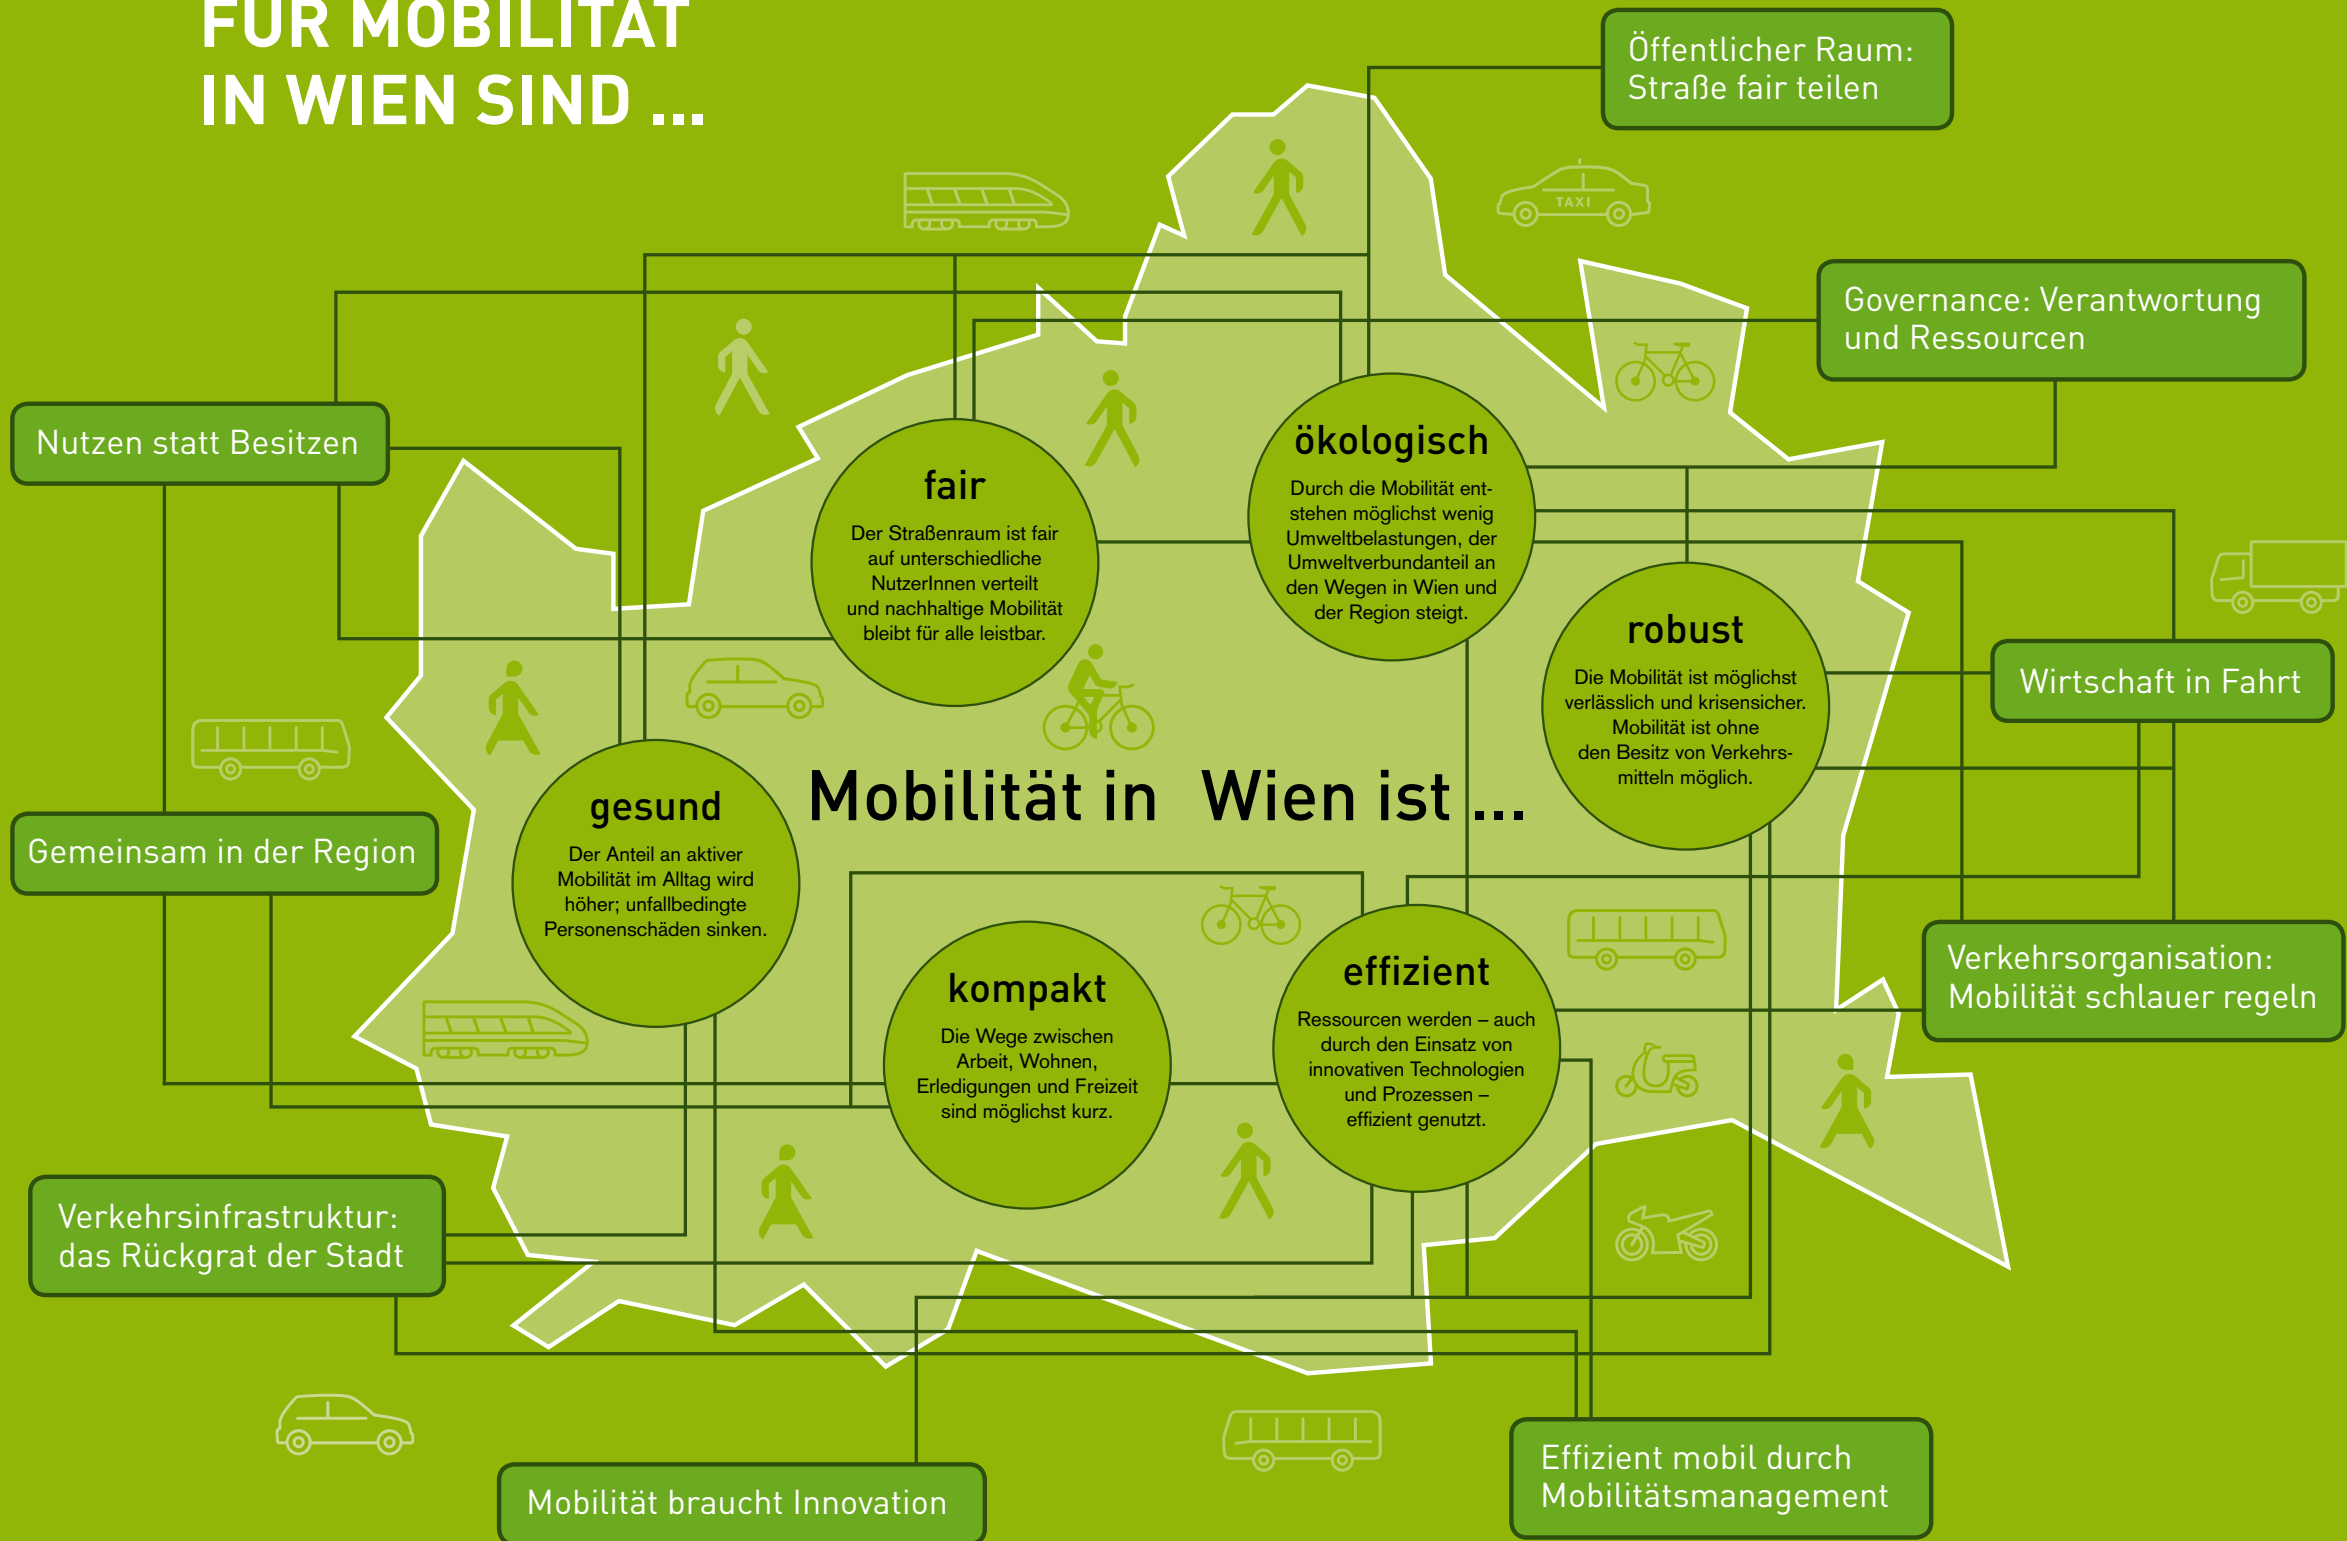 FÜR MOBILITÄT
IN WIEN SIND ...
Öffentlicher Raum:
Straße fair teilen
TAXI
Governance: Verantwortung
und Ressourcen
Nutzen statt Besitzen
ökologisch
Durch die Mobilität ent-
stehen möglichst wenig
Umweltbelastungen, der
Umweltverbundanteil an
den Wegen in Wien und
der Region steigt.
fair
Der Straßenraum ist fair
auf unterschiedliche
NutzerInnen verteilt
und nachhaltige Mobilität
bleibt für alle leistbar.
robust
Die Mobilität ist möglichst
verlässlich und krisensicher.
Mobilität ist ohne
den Besitz von Verkehrs-
mitteln möglich.
Wirtschaft in Fahrt
Mobilität in Wien ist ...
gesund
Der Anteil an aktiver
Mobilität im Alltag wird
höher; unfallbedingte
Personenschäden sinken.
Gemeinsam in der Region
kompakt
Die Wege zwischen
Arbeit, Wohnen,
Erledigungen und Freizeit
sind möglichst kurz.
effizient
Ressourcen werden – auch
durch den Einsatz von
innovativen Technologien
und Prozessen –
effizient genutzt.
Verkehrsorganisation:
Mobilität schlauer regeln
Verkehrsinfrastruktur:
das Rückgrat der Stadt
Effizient mobil durch
Mobilitätsmanagement
Mobilität braucht Innovation